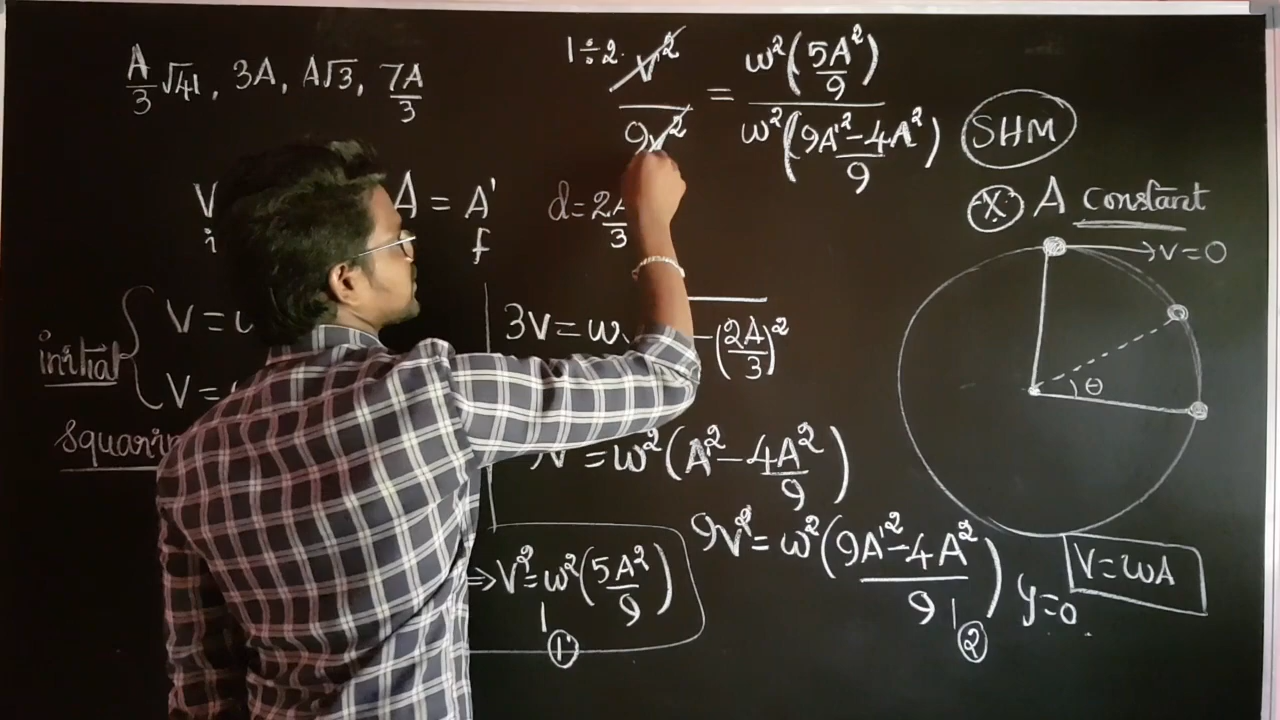 A/3 √41, 3A, A√3, 7A/3
1 ÷ 2. V²/9V² = ω²(5A²/9)/ω²(9A'²-4A²/9)
SHM
V A = A'
i f
d = 2A/3
(X) A constant
→ V = 0
initial { V =
V =
3V = ω - (2A/3)²
θ
squarin
= ω²(A² - 4A²/9)
⇒ V² = ω²(5A²/9)
1
9V² = ω²(9A'² - 4A²/9)
2
y = 0
V = ωA